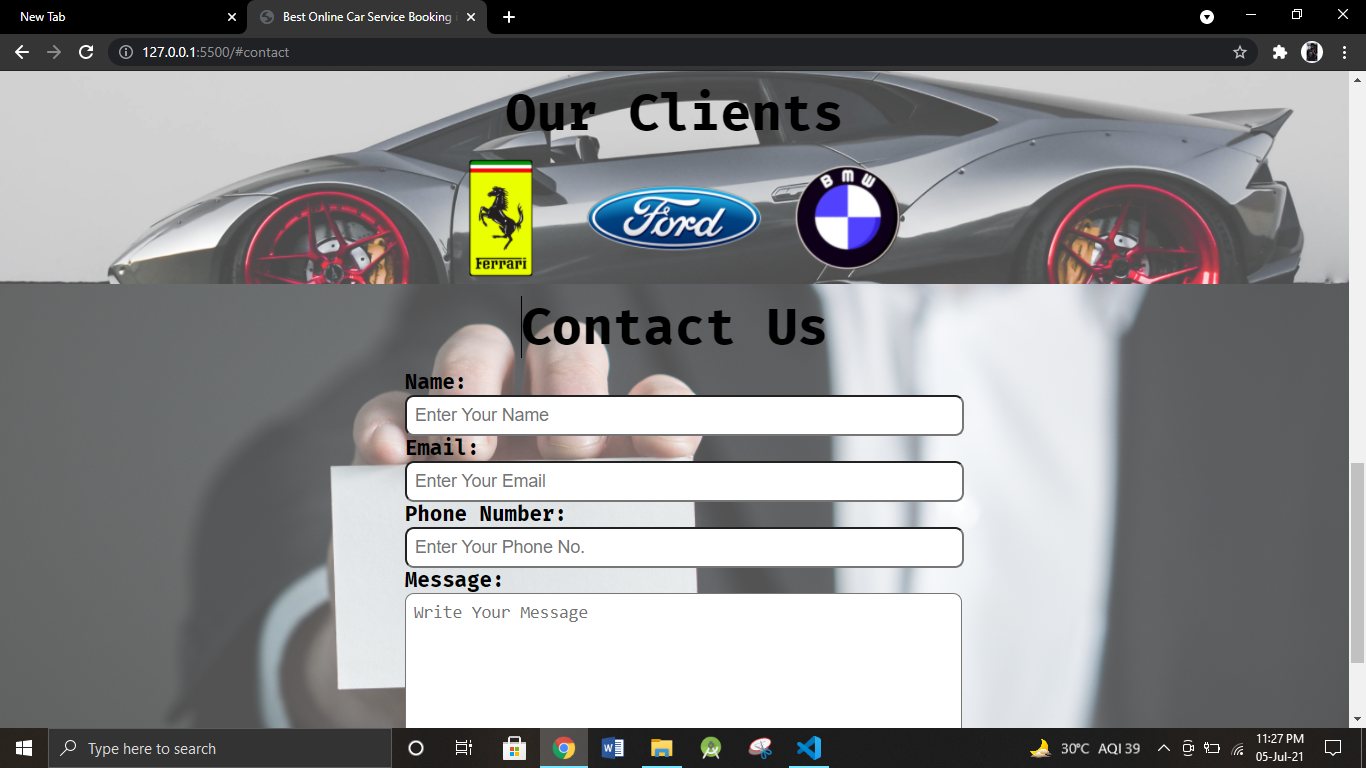 New Tab
Best Online Car Service Booking
127.0.0.1:5500/#contact
Our Clients
Ferrari
Ford
BMW
Contact Us
Name:
Enter Your Name
Email:
Enter Your Email
Phone Number:
Enter Your Phone No.
Message:
Write Your Message
Type here to search
30°C AQI 39
11:27 PM
05-Jul-21